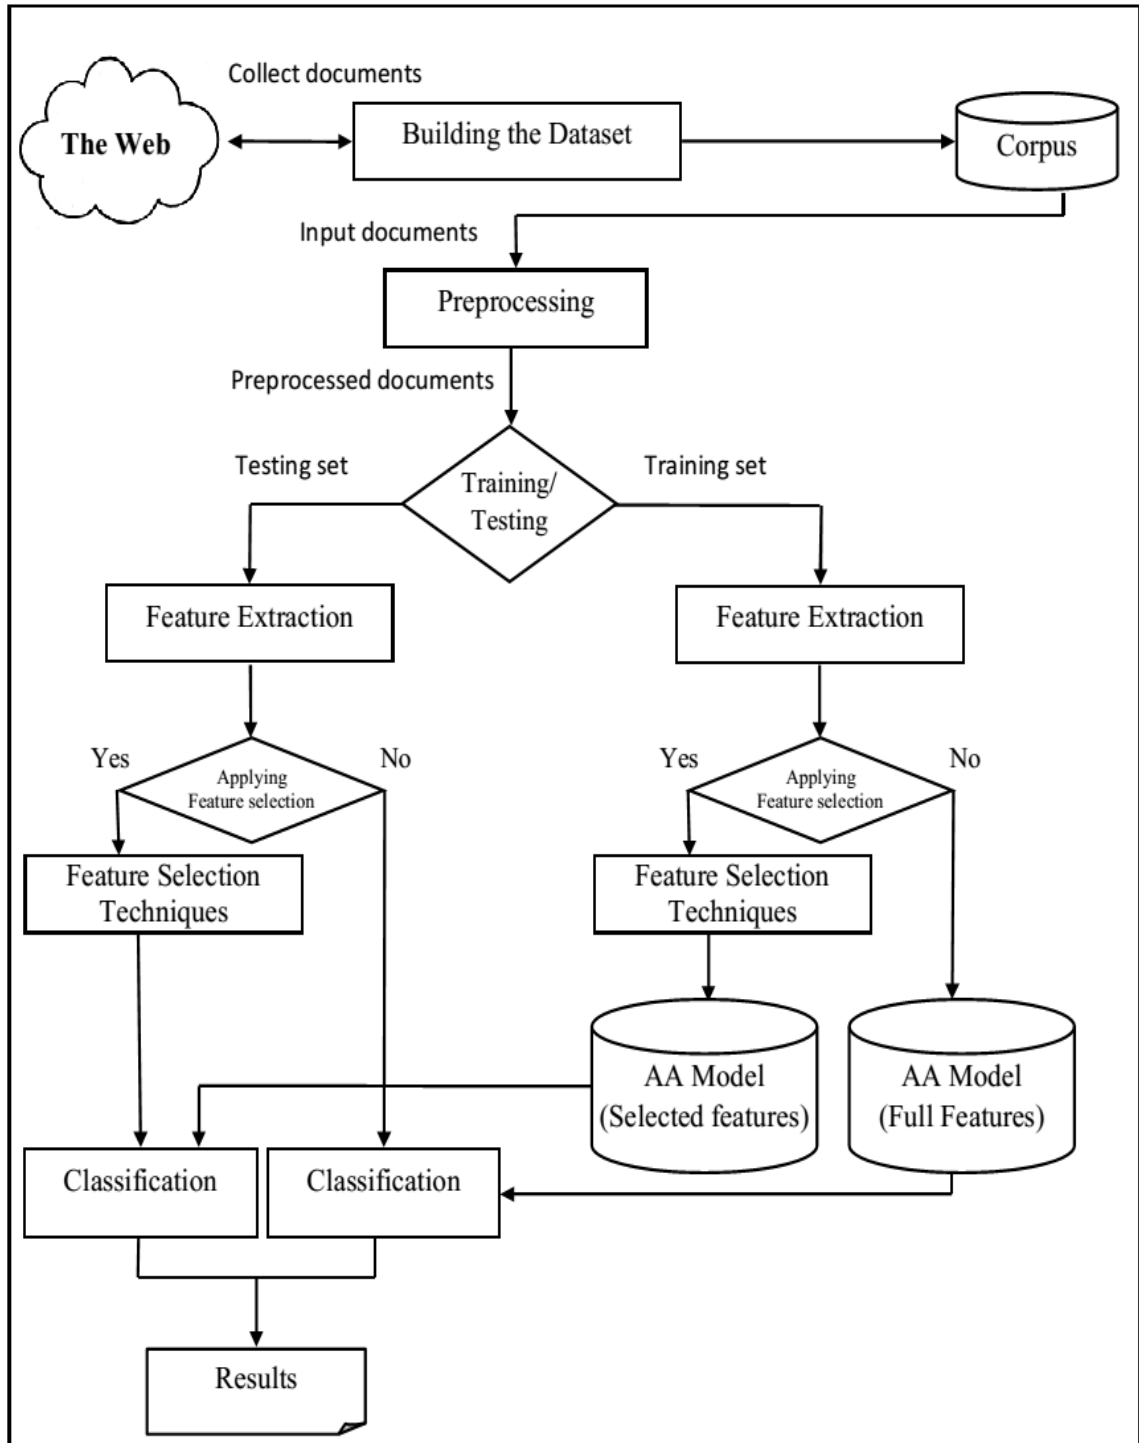 Collect documents
The Web
Building the Dataset
Corpus
Input documents
Preprocessing
Preprocessed documents
Testing set
Training set
Training/
Testing
Feature Extraction
Feature Extraction
Yes
No
Applying
Feature selection
Yes
No
Applying
Feature selection
Feature Selection
Techniques
Feature Selection
Techniques
AA Model
(Selected features)
AA Model
(Full Features)
Classification
Classification
Results